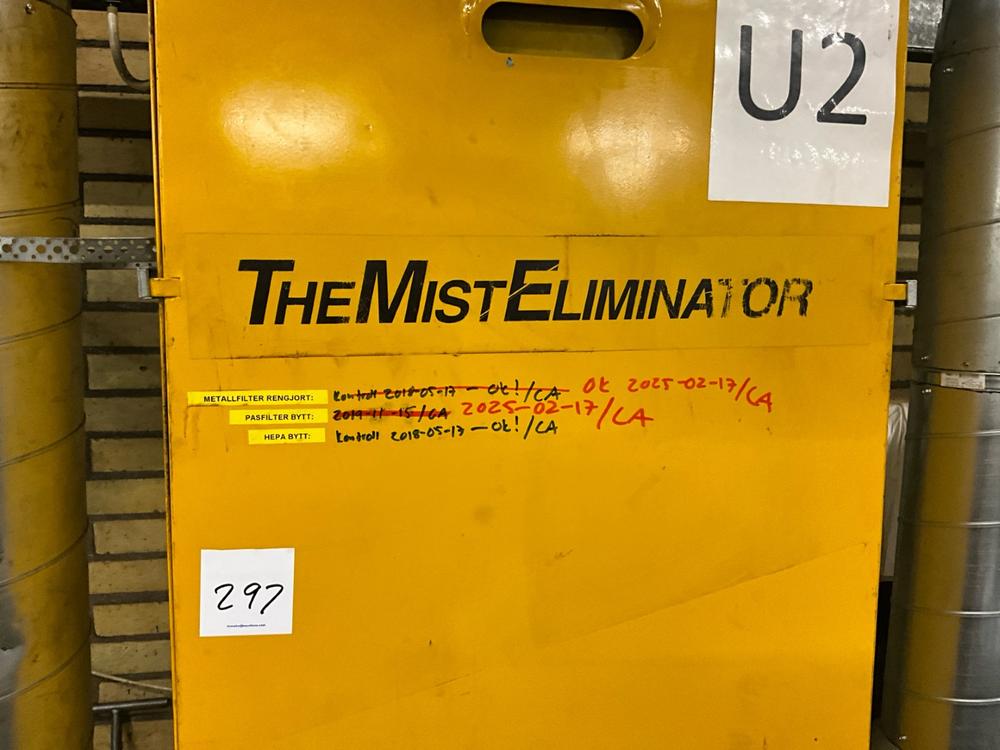 U2
THEMISTELIMINATOR
METALLFILTER RENGJORT: Kontroll 2018-05-17 - Ok! /CA OK 2025-02-17/CA
PASFILTER BYTT: 2019-11-15/CA 2025-02-17/CA
HEPA BYTT: Kontroll 2018-05-17 - Ok! /CA
297